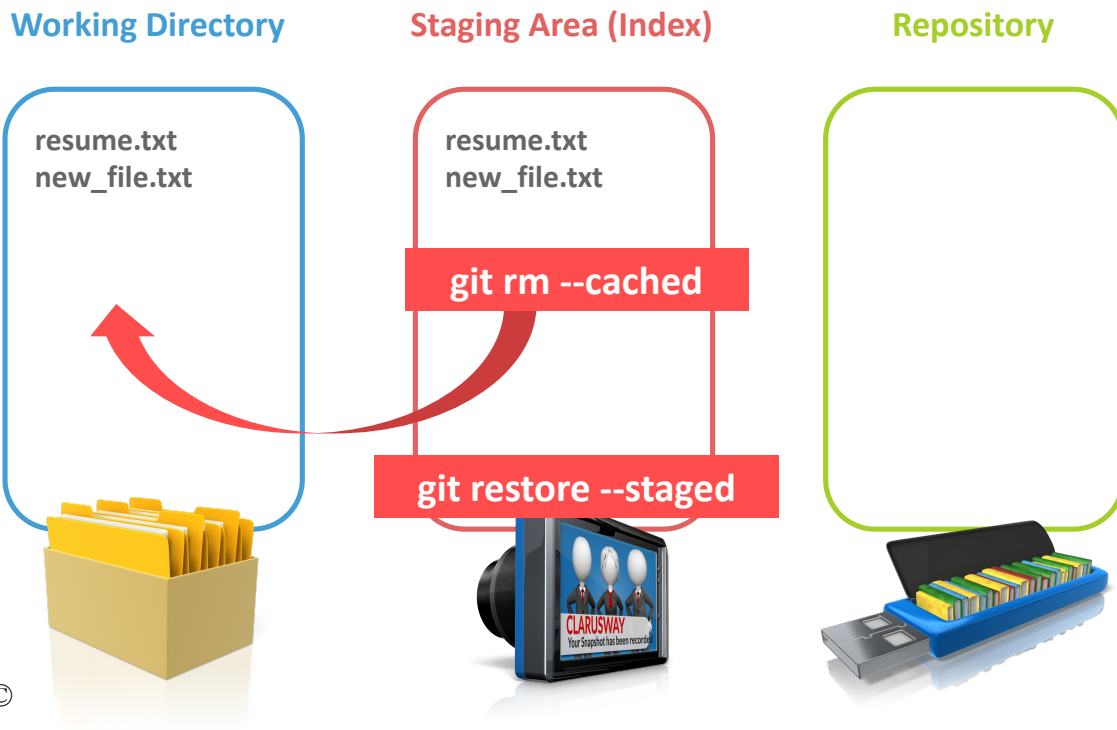 Working Directory
Staging Area (Index)
Repository
resume.txt
new_file.txt
resume.txt
new_file.txt
git rm --cached
git restore --staged
CLARUSWAY
Your Snapshot has been recorded
©